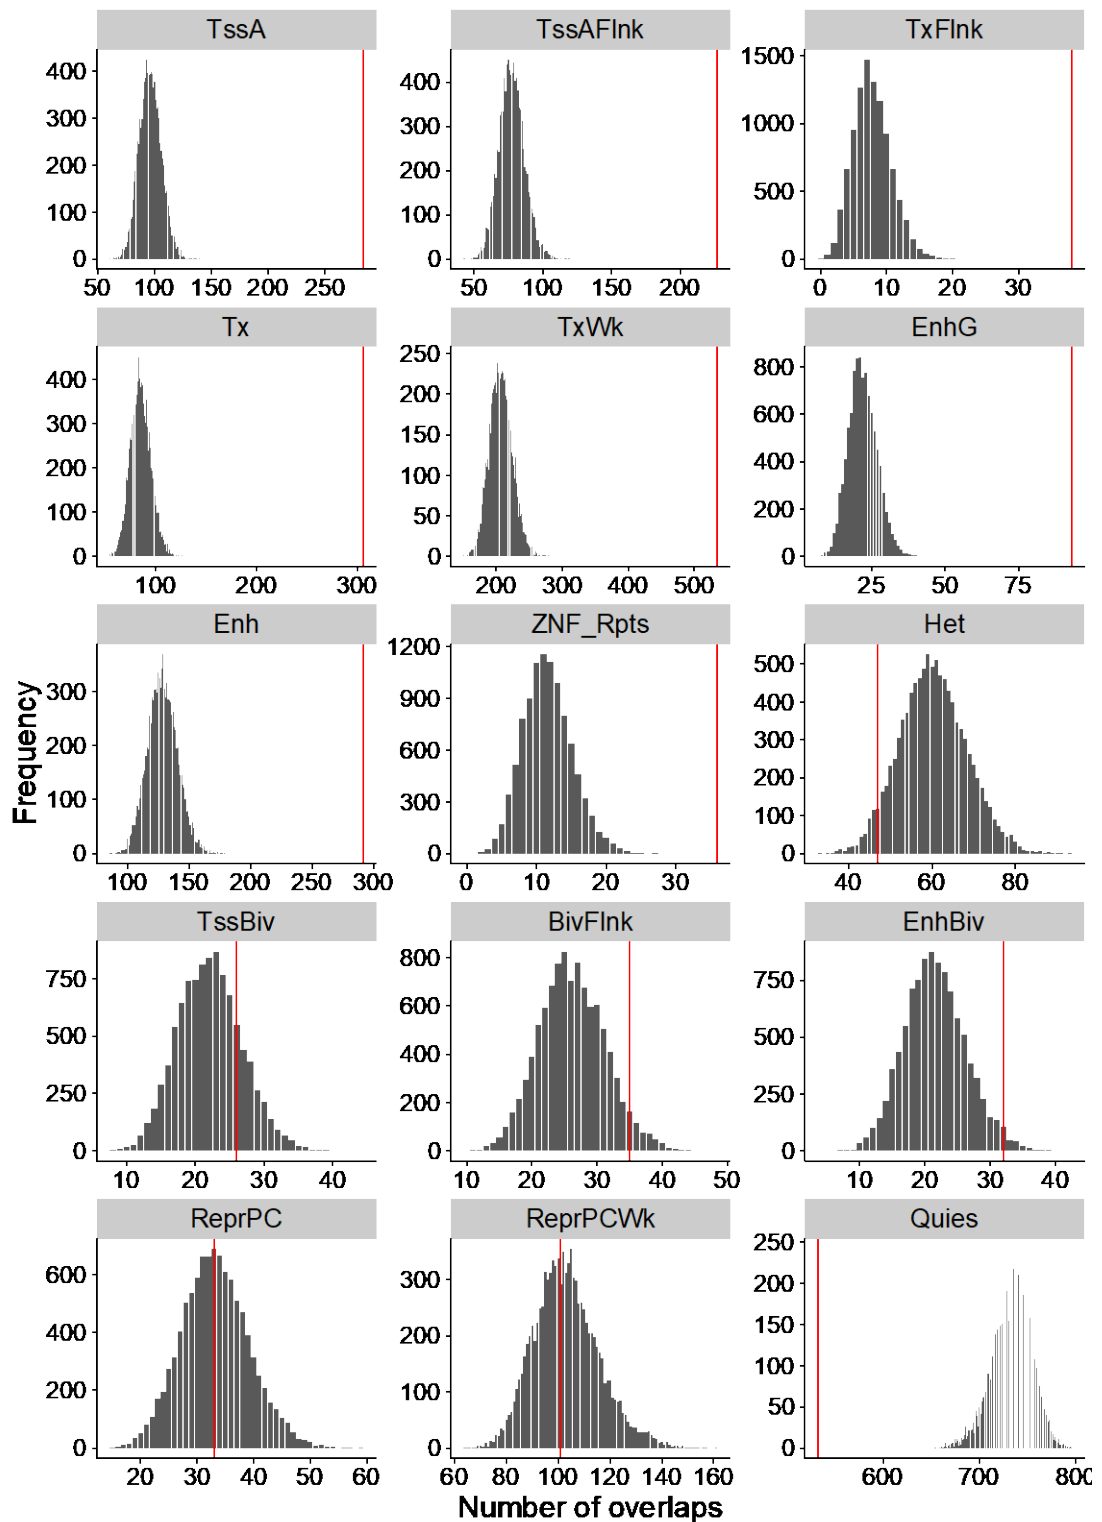 TssA
TssAFlnk
TxFlnk
400
300
200
100
0
50 100 150 200 250
400
300
200
100
0
50 100 150 200
1500
1000
500
0
0 10 20 30
Tx
TxWk
EnhG
400
300
200
100
0
100 200 300
250
200
150
100
50
0
200 300 400 500
800
600
400
200
0
25 50 75
Enh
ZNF_Rpts
Het
300
200
100
0
100 150 200 250 300
1200
900
600
300
0
0 10 20 30
500
400
300
200
100
0
40 60 80
Frequency
TssBiv
BivFlnk
EnhBiv
750
500
250
0
10 20 30 40
800
600
400
200
0
10 20 30 40 50
750
500
250
0
10 20 30 40
ReprPC
ReprPCWk
Quies
600
400
200
0
20 30 40 50 60
300
200
100
0
60 80 100 120 140 160
250
200
150
100
50
0
600 700 800
Number of overlaps